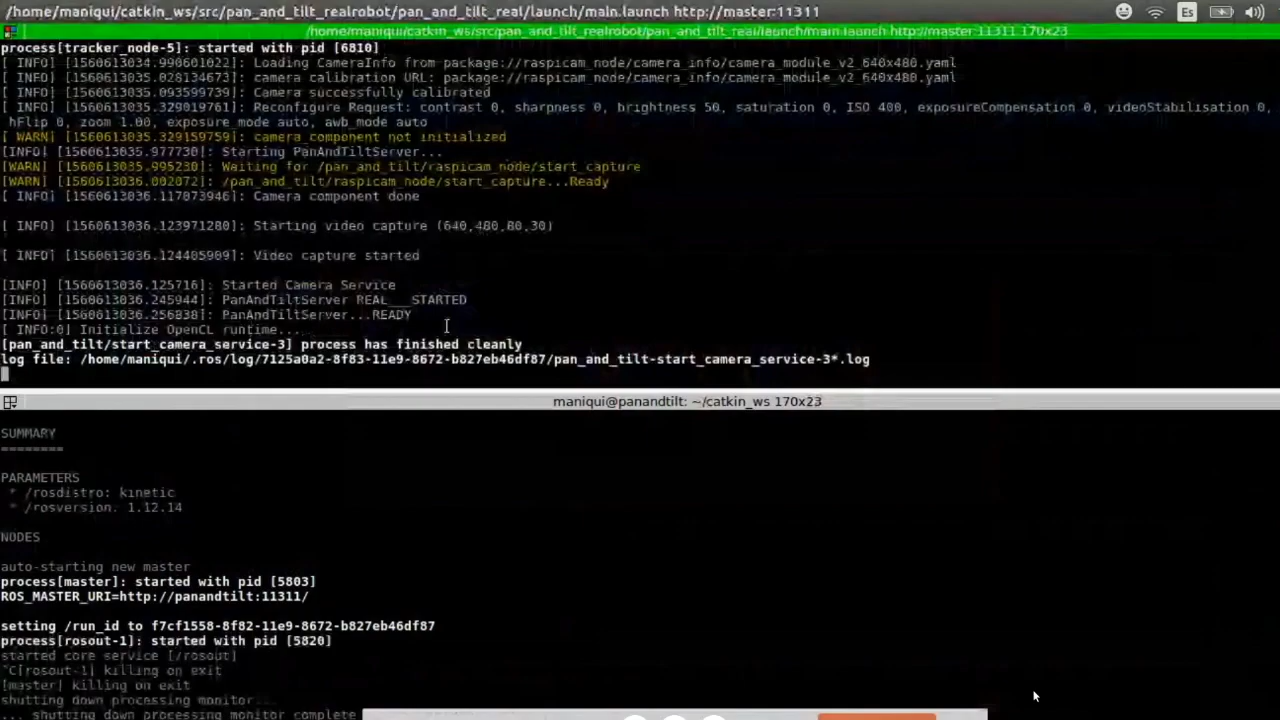 /home/maniqui/catkin_ws/src/pan_and_tilt_realrobot/pan_and_tilt_real/launch/main.launch http://master:11311
Es
/home/maniqui/catkin_ws/src/pan_and_tilt_realrobot/pan_and_tilt_real/launch/main.launch http://master:11311 170x23
process[tracker_node-5]: started with pid [6810]
[ INFO] [1560613034.990601022]: Loading CameraInfo from package://raspicam_node/camera_info/camera_module_v2_640x480.yaml
[ INFO] [1560613035.028134673]: camera calibration URL: package://raspicam_node/camera_info/camera_module_v2_640x480.yaml
[ INFO] [1560613035.093599739]: Camera successfully calibrated
[ INFO] [1560613035.329019761]: Reconfigure Request: contrast 0, sharpness 0, brightness 50, saturation 0, ISO 400, exposureCompensation 0, videoStabilisation 0,
hFlip 0, zoom 1.00, exposure_mode auto, awb_mode auto
[ WARN] [1560613035.329159759]: camera_component not initialized
[INFO] [1560613035.977730]: Starting PanAndTiltServer...
[WARN] [1560613035.995230]: Waiting for /pan_and_tilt/raspicam_node/start_capture
[WARN] [1560613036.002072]: /pan_and_tilt/raspicam_node/start_capture...Ready
[ INFO] [1560613036.117073946]: Camera component done
[ INFO] [1560613036.123971280]: Starting video capture (640,480,80,30)
[ INFO] [1560613036.124405909]: Video capture started
[INFO] [1560613036.125716]: Started Camera Service
[INFO] [1560613036.245944]: PanAndTiltServer REAL___STARTED
[INFO] [1560613036.256838]: PanAndTiltServer...READY
[ INFO:0] Initialize OpenCL runtime...
[pan_and_tilt/start_camera_service-3] process has finished cleanly
log file: /home/maniqui/.ros/log/7125a0a2-8f83-11e9-8672-b827eb46df87/pan_and_tilt-start_camera_service-3*.log
maniqui@panandtilt: ~/catkin_ws 170x23
SUMMARY
========
PARAMETERS
* /rosdistro: kinetic
* /rosversion: 1.12.14
NODES
auto-starting new master
process[master]: started with pid [5803]
ROS_MASTER_URI=http://panandtilt:11311/
setting /run_id to f7cf1558-8f82-11e9-8672-b827eb46df87
process[rosout-1]: started with pid [5820]
started core service [/rosout]
^C[rosout-1] killing on exit
[master] killing on exit
shutting down processing monitor...
... shutting down processing monitor complete